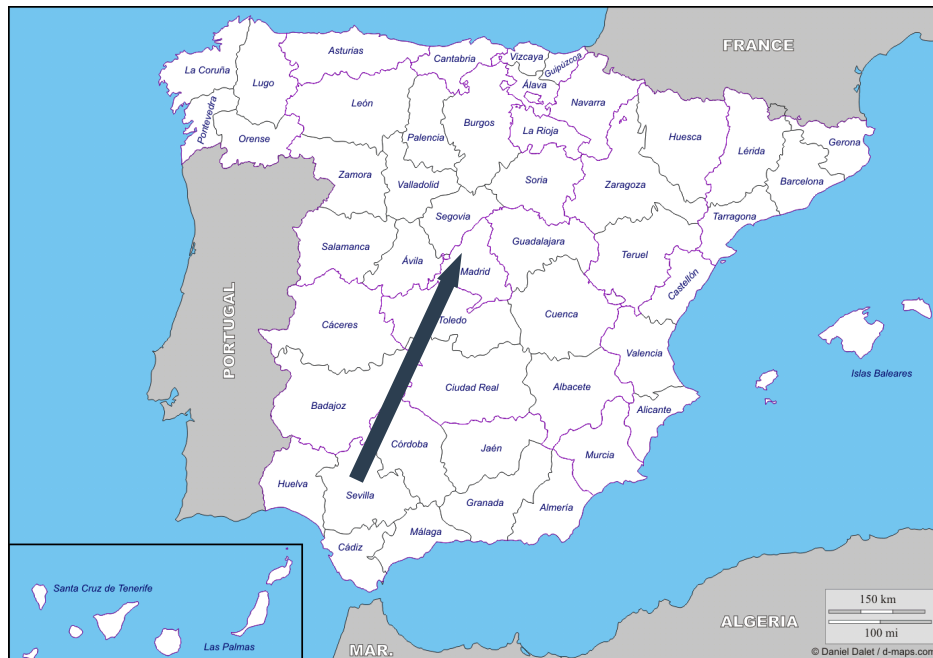 FRANCE
Asturias
Cantabria
Vizcaya
Guipúzcoa
La Coruña
Lugo
Álava
León
Navarra
Pontevedra
Burgos
La Rioja
Palencia
Huesca
Orense
Gerona
Lérida
Zamora
Valladolid
Soria
Zaragoza
Barcelona
Segovia
Tarragona
Salamanca
Guadalajara
Ávila
Teruel
Madrid
Castellón
PORTUGAL
Cáceres
Toledo
Cuenca
Valencia
Islas Baleares
Badajoz
Ciudad Real
Albacete
Alicante
Córdoba
Jaén
Murcia
Huelva
Sevilla
Granada
Almería
Málaga
Cádiz
Santa Cruz de Tenerife
Las Palmas
MAR.
ALGERIA
150 km
100 mi
© Daniel Dalet / d-maps.com